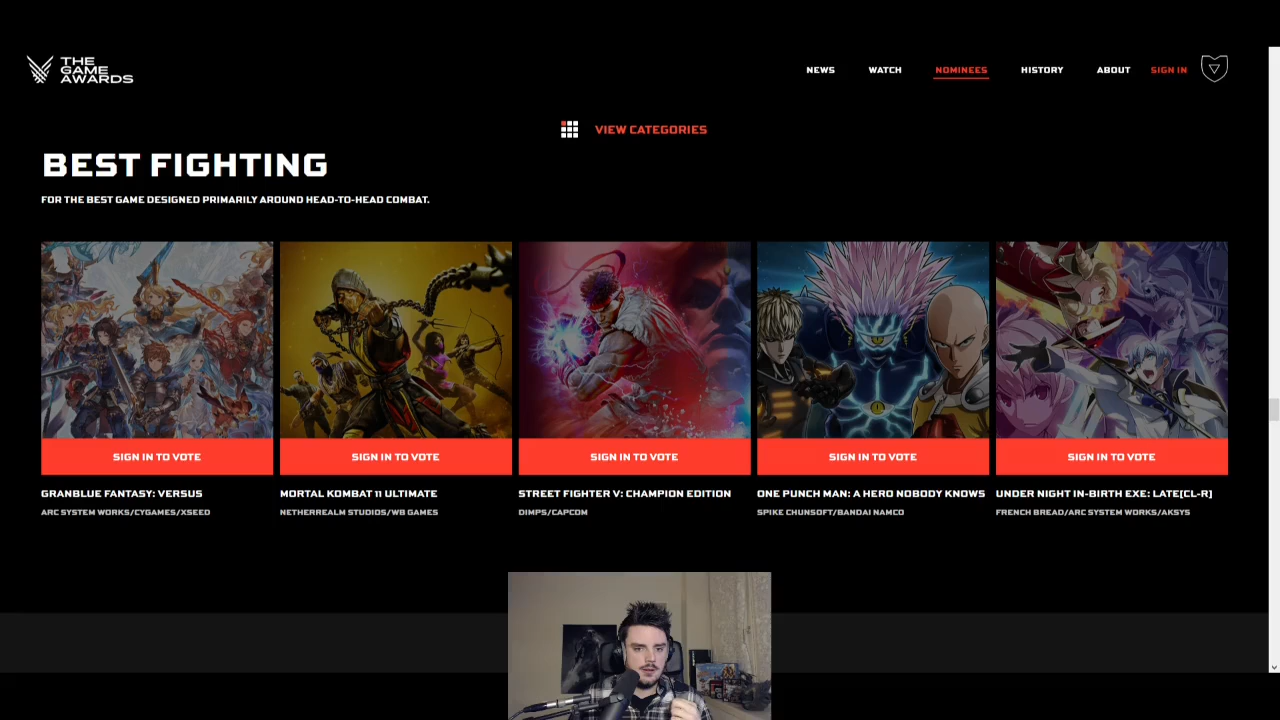 THE
GAME
AWARDS
NEWS
WATCH
NOMINEES
HISTORY
ABOUT
SIGN IN
VIEW CATEGORIES
BEST FIGHTING
FOR THE BEST GAME DESIGNED PRIMARILY AROUND HEAD-TO-HEAD COMBAT.
SIGN IN TO VOTE
SIGN IN TO VOTE
SIGN IN TO VOTE
SIGN IN TO VOTE
SIGN IN TO VOTE
GRANBLUE FANTASY: VERSUS
ARC SYSTEM WORKS/CYGAMES/XSEED
MORTAL KOMBAT 11 ULTIMATE
NETHERREALM STUDIOS/WB GAMES
STREET FIGHTER V: CHAMPION EDITION
DIMPS/CAPCOM
ONE PUNCH MAN: A HERO NOBODY KNOWS
SPIKE CHUNSOFT/BANDAI NAMCO
UNDER NIGHT IN-BIRTH EXE: LATE[CL-R]
FRENCH BREAD/ARC SYSTEM WORKS/AKSYS